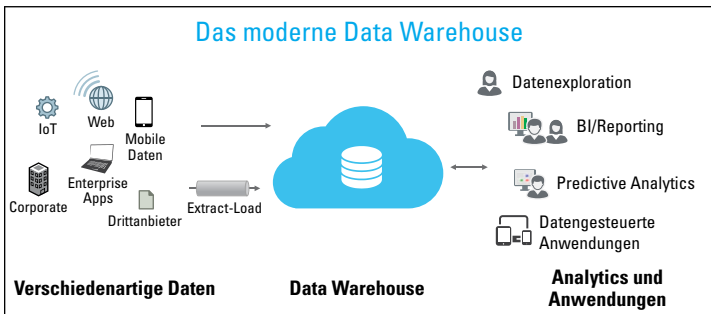 Das moderne Data Warehouse
IoT
Web
Mobile
Daten
Corporate
Enterprise
Apps
Drittanbieter
Extract-Load
Datenexploration
BI/Reporting
Predictive Analytics
Datengesteuerte
Anwendungen
Verschiedenartige Daten
Data Warehouse
Analytics und
Anwendungen